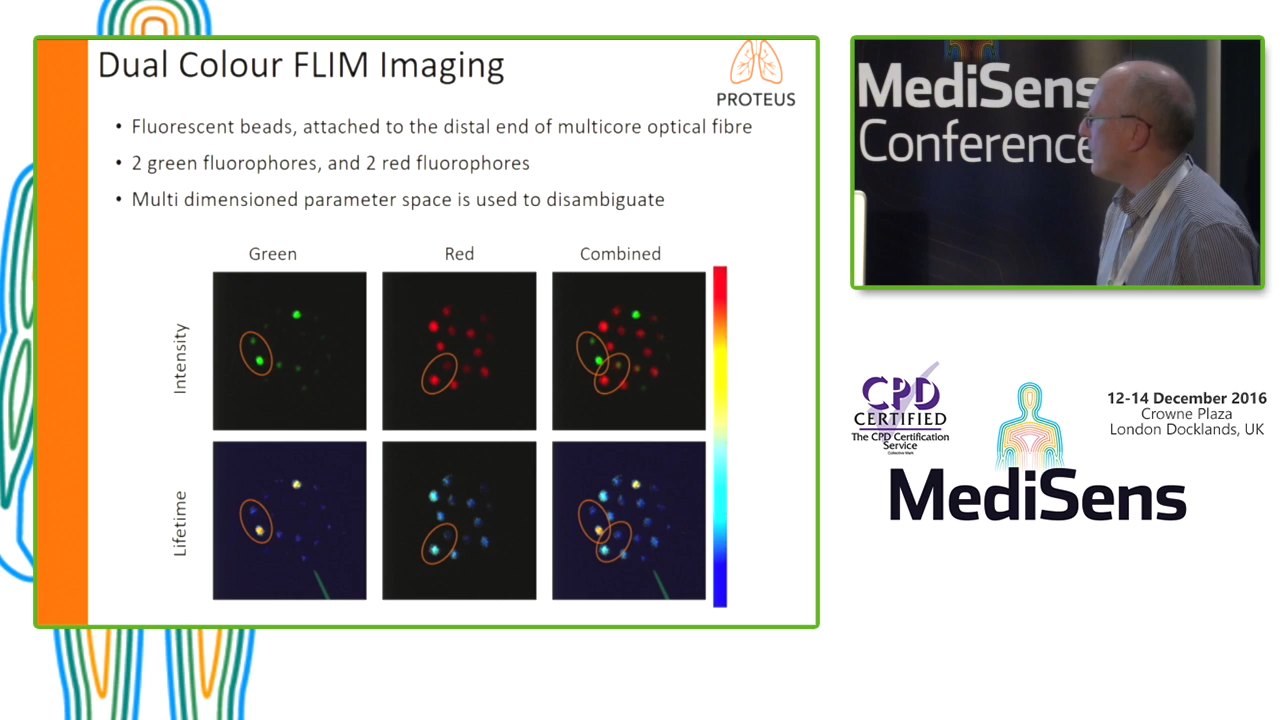 Dual Colour FLIM Imaging
PROTEUS
• Fluorescent beads, attached to the distal end of multicore optical fibre
• 2 green fluorophores, and 2 red fluorophores
• Multi dimensioned parameter space is used to disambiguate
Green Red Combined
Intensity
Lifetime
MediSens
Conference
CPD
CERTIFIED
The CPD Certification
Service
Collective Mark
12-14 December 2016
Crowne Plaza
London Docklands, UK
MediSens